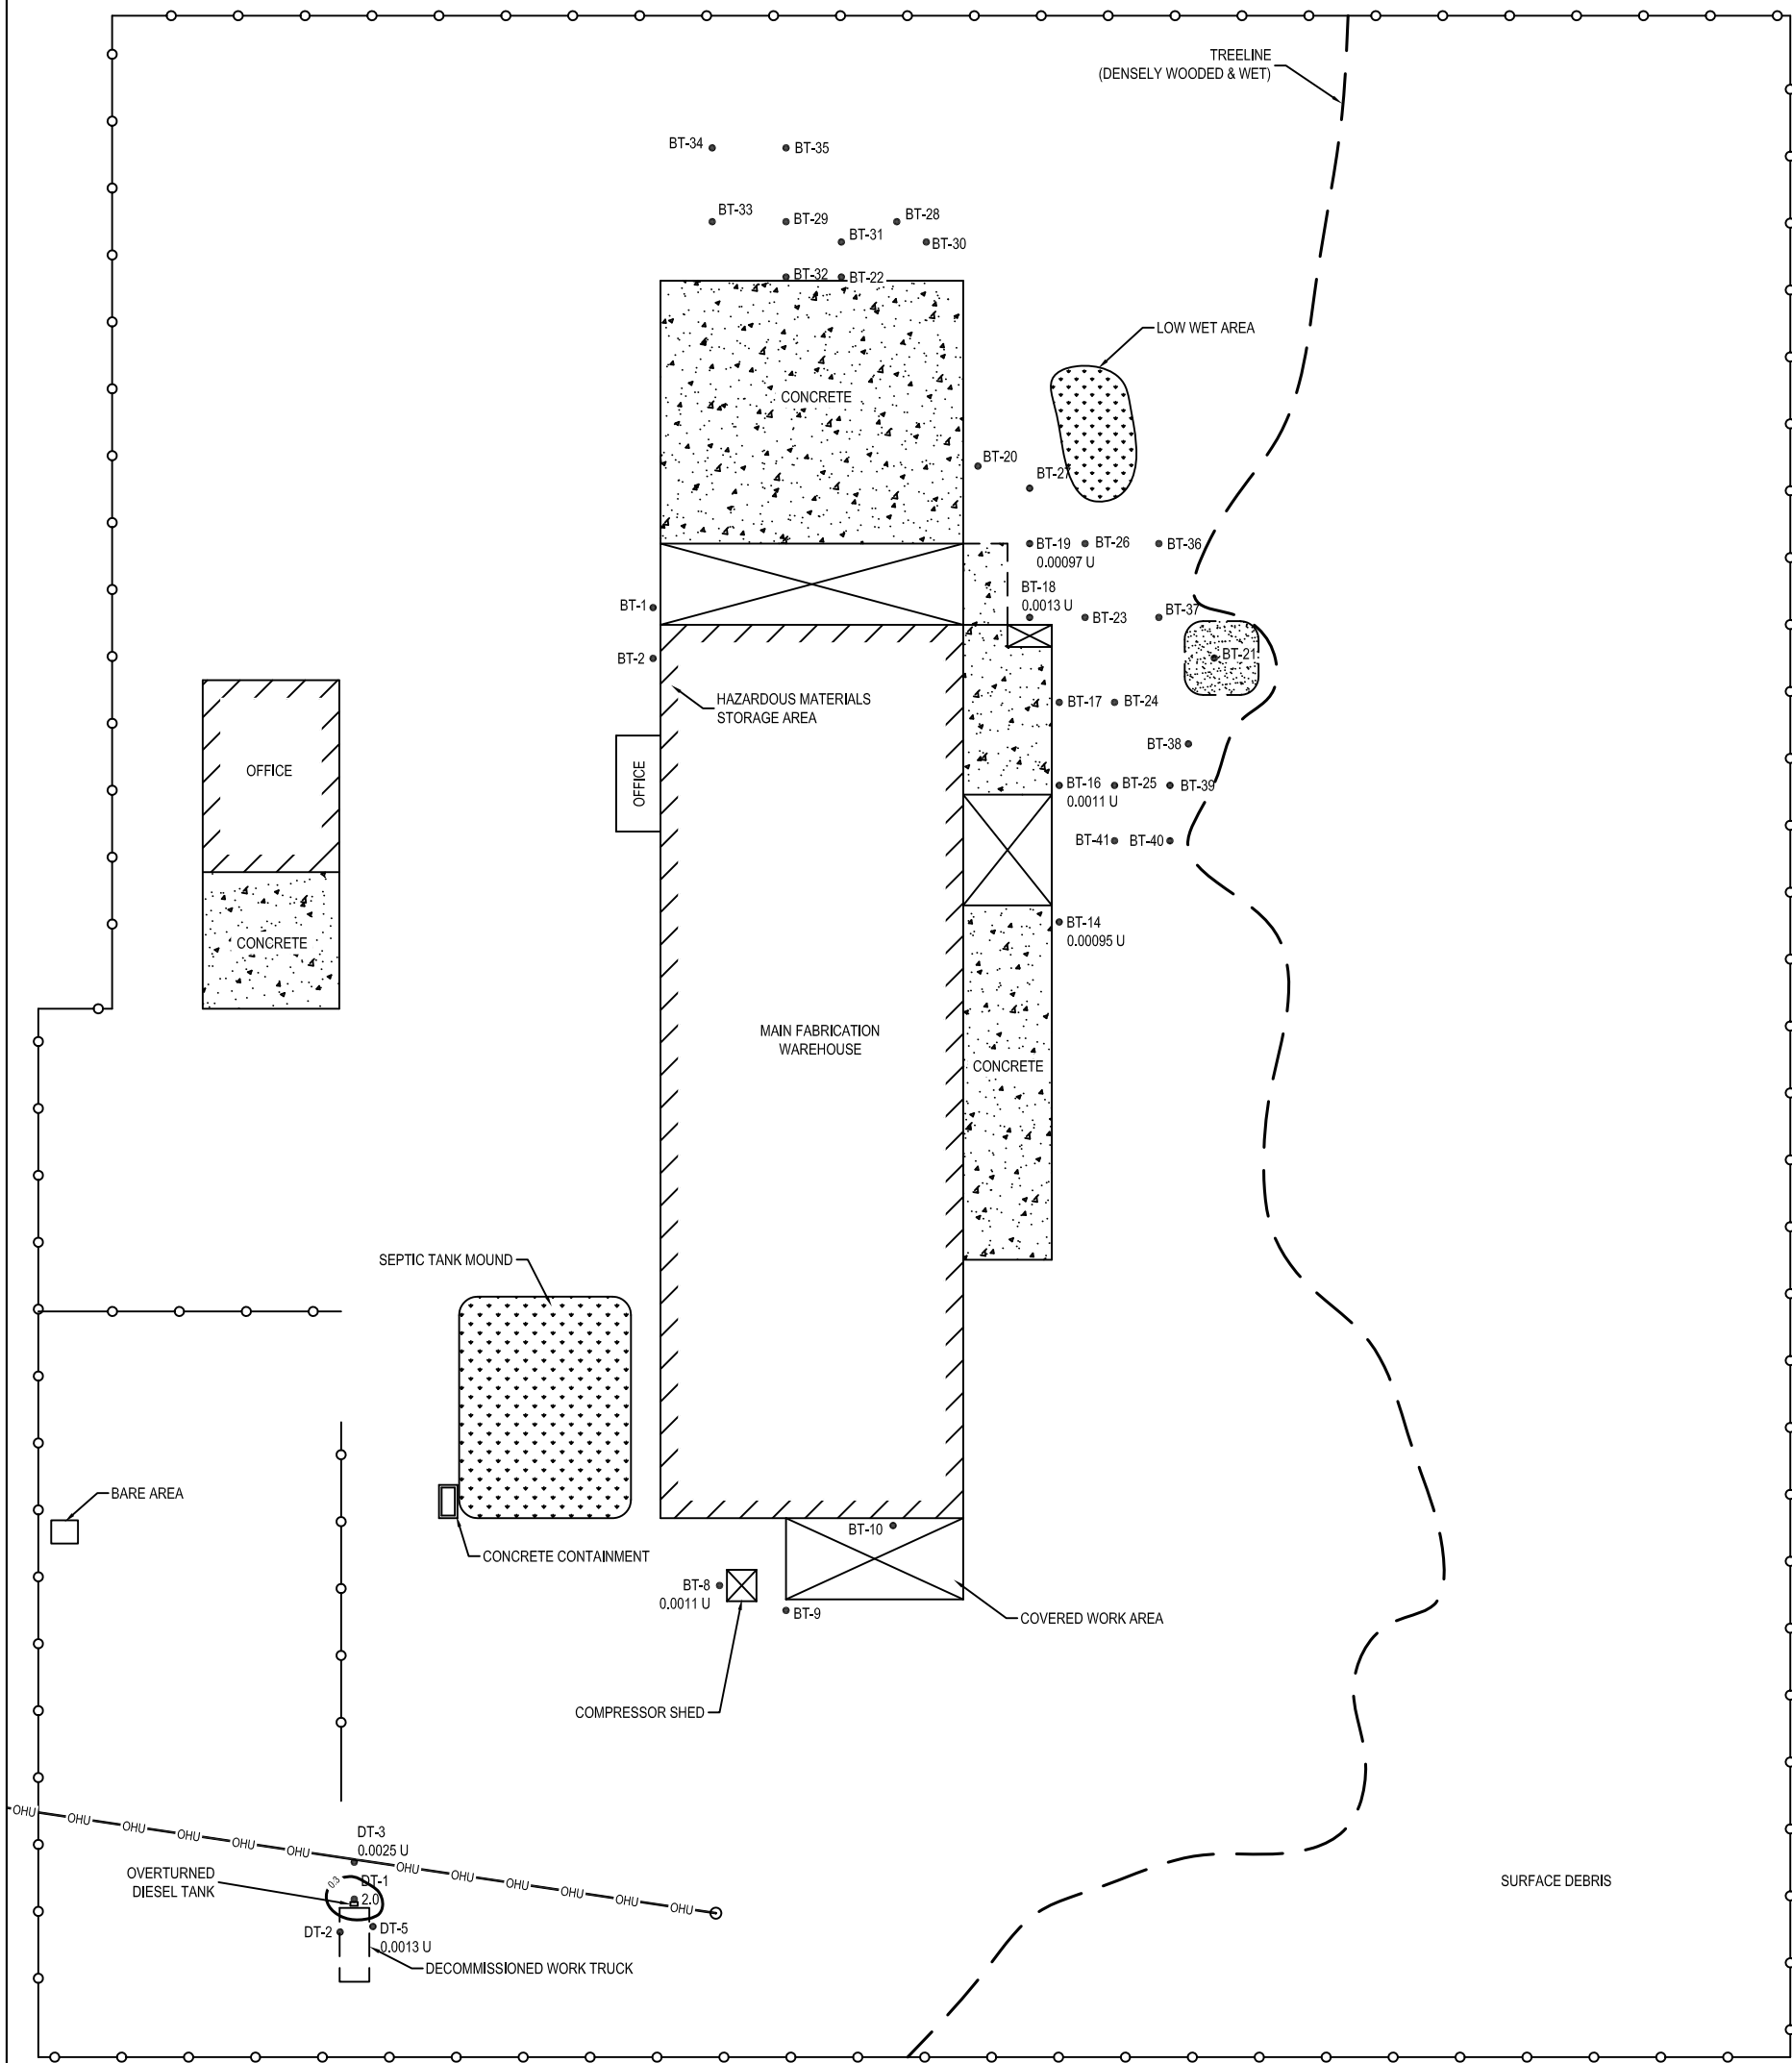 TREELINE
(DENSELY WOODED & WET)
BT-34
BT-35
BT-33
BT-29
BT-28
BT-31
BT-30
BT-32
BT-22
LOW WET AREA
CONCRETE
BT-20
BT-27
BT-19
0.00097 U
BT-26
BT-36
BT-18
0.0013 U
BT-23
BT-37
BT-1
BT-2
BT-21
HAZARDOUS MATERIALS
STORAGE AREA
BT-17
BT-24
BT-38
OFFICE
OFFICE
BT-16
0.0011 U
BT-25
BT-39
BT-41
BT-40
BT-14
0.00095 U
CONCRETE
MAIN FABRICATION
WAREHOUSE
CONCRETE
SEPTIC TANK MOUND
BARE AREA
CONCRETE CONTAINMENT
BT-10
BT-8
0.0011 U
BT-9
COVERED WORK AREA
COMPRESSOR SHED
OHU
OHU
OHU
OHU
OHU
OHU
OHU
OHU
OHU
OHU
OHU
OHU
DT-3
0.0025 U
OVERTURNED
DIESEL TANK
0.3
DT-1
2.0
DT-2
DT-5
0.0013 U
DECOMMISSIONED WORK TRUCK
SURFACE DEBRIS